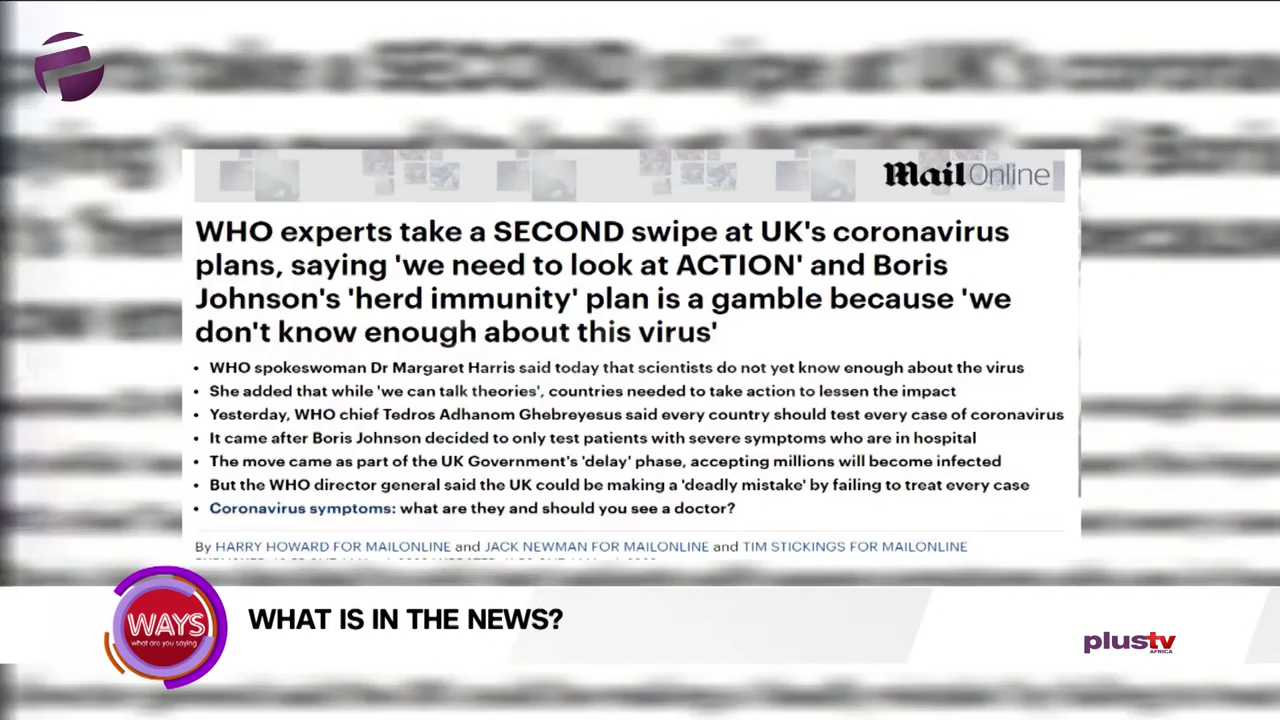 Mail Online
WHO experts take a SECOND swipe at UK's coronavirus
plans, saying 'we need to look at ACTION' and Boris
Johnson's 'herd immunity' plan is a gamble because 'we
don't know enough about this virus'
• WHO spokeswoman Dr Margaret Harris said today that scientists do not yet know enough about the virus
• She added that while 'we can talk theories', countries needed to take action to lessen the impact
• Yesterday, WHO chief Tedros Adhanom Ghebreyesus said every country should test every case of coronavirus
• It came after Boris Johnson decided to only test patients with severe symptoms who are in hospital
• The move came as part of the UK Government's 'delay' phase, accepting millions will become infected
• But the WHO director general said the UK could be making a 'deadly mistake' by failing to treat every case
• Coronavirus symptoms: what are they and should you see a doctor?
By HARRY HOWARD FOR MAILONLINE and JACK NEWMAN FOR MAILONLINE and TIM STICKINGS FOR MAILONLINE
WAYS
what are you saying
WHAT IS IN THE NEWS?
plustv
AFRICA